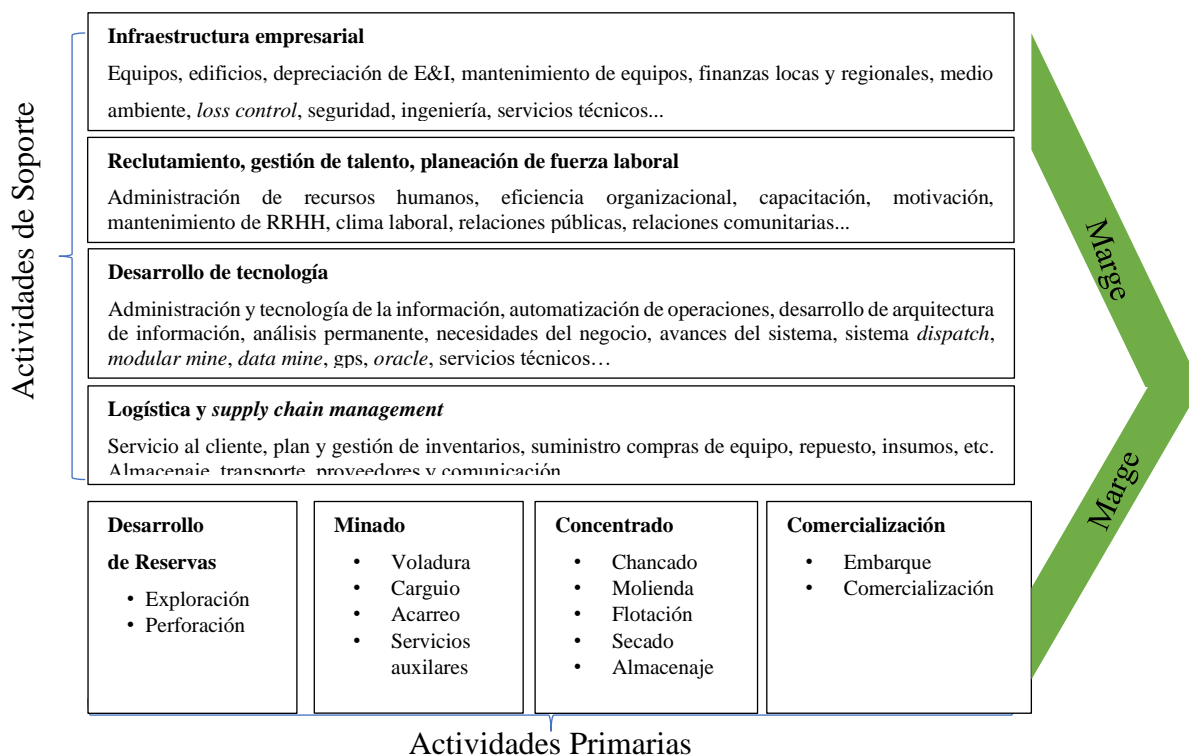 Actividades de Soporte
Infraestructura empresarial
Equipos, edificios, depreciación de E&I, mantenimiento de equipos, finanzas locas y regionales, medio
ambiente, loss control, seguridad, ingeniería, servicios técnicos...
Reclutamiento, gestión de talento, planeación de fuerza laboral
Administración de recursos humanos, eficiencia organizacional, capacitación, motivación,
mantenimiento de RRHH, clima laboral, relaciones públicas, relaciones comunitarias...
Desarrollo de tecnología
Administración y tecnología de la información, automatización de operaciones, desarrollo de arquitectura
de información, análisis permanente, necesidades del negocio, avances del sistema, sistema dispatch,
modular mine, data mine, gps, oracle, servicios técnicos…
Logística y supply chain management
Servicio al cliente, plan y gestión de inventarios, suministro compras de equipo, repuesto, insumos, etc.
Almacenaje, transporte, proveedores y comunicación
Marge
Marge
Desarrollo
de Reservas
• Exploración
• Perforación
Minado
• Voladura
• Carguio
• Acarreo
• Servicios
auxilares
Concentrado
• Chancado
• Molienda
• Flotación
• Secado
• Almacenaje
Comercialización
• Embarque
• Comercialización
Actividades Primarias